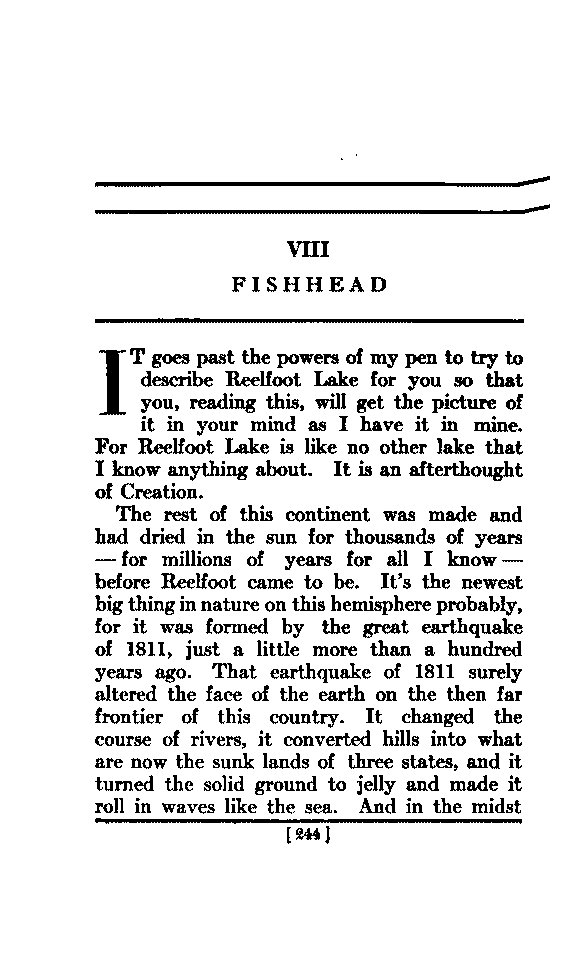 VIII
FISHHEAD
IT goes past the powers of my pen to try to
describe Reelfoot Lake for you so that
you, reading this, will get the picture of
it in your mind as I have it in mine.
For Reelfoot Lake is like no other lake that
I know anything about. It is an afterthought
of Creation.
The rest of this continent was made and
had dried in the sun for thousands of years
—for millions of years for all I know—
before Reelfoot came to be. It's the newest
big thing in nature on this hemisphere probably,
for it was formed by the great earthquake
of 1811, just a little more than a hundred
years ago. That earthquake of 1811 surely
altered the face of the earth on the then far
frontier of this country. It changed the
course of rivers, it converted hills into what
are now the sunk lands of three states, and it
turned the solid ground to jelly and made it
roll in waves like the sea. And in the midst
[244]